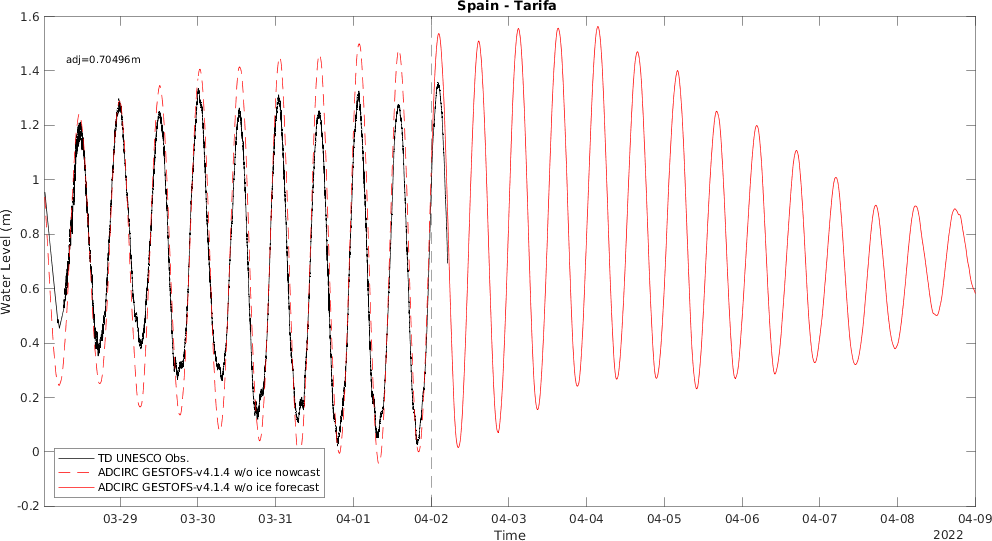 Spain - Tarifa
1.6
1.4
1.2
1
0.8
0.6
0.4
0.2
0
-0.2
Water Level (m)
adj=0.70496m
TD UNESCO Obs.
ADCIRC GESTOFS-v4.1.4 w/o ice nowcast
ADCIRC GESTOFS-v4.1.4 w/o ice forecast
03-29 03-30 03-31 04-01 04-02 04-03 04-04 04-05 04-06 04-07 04-08 04-09
Time
2022